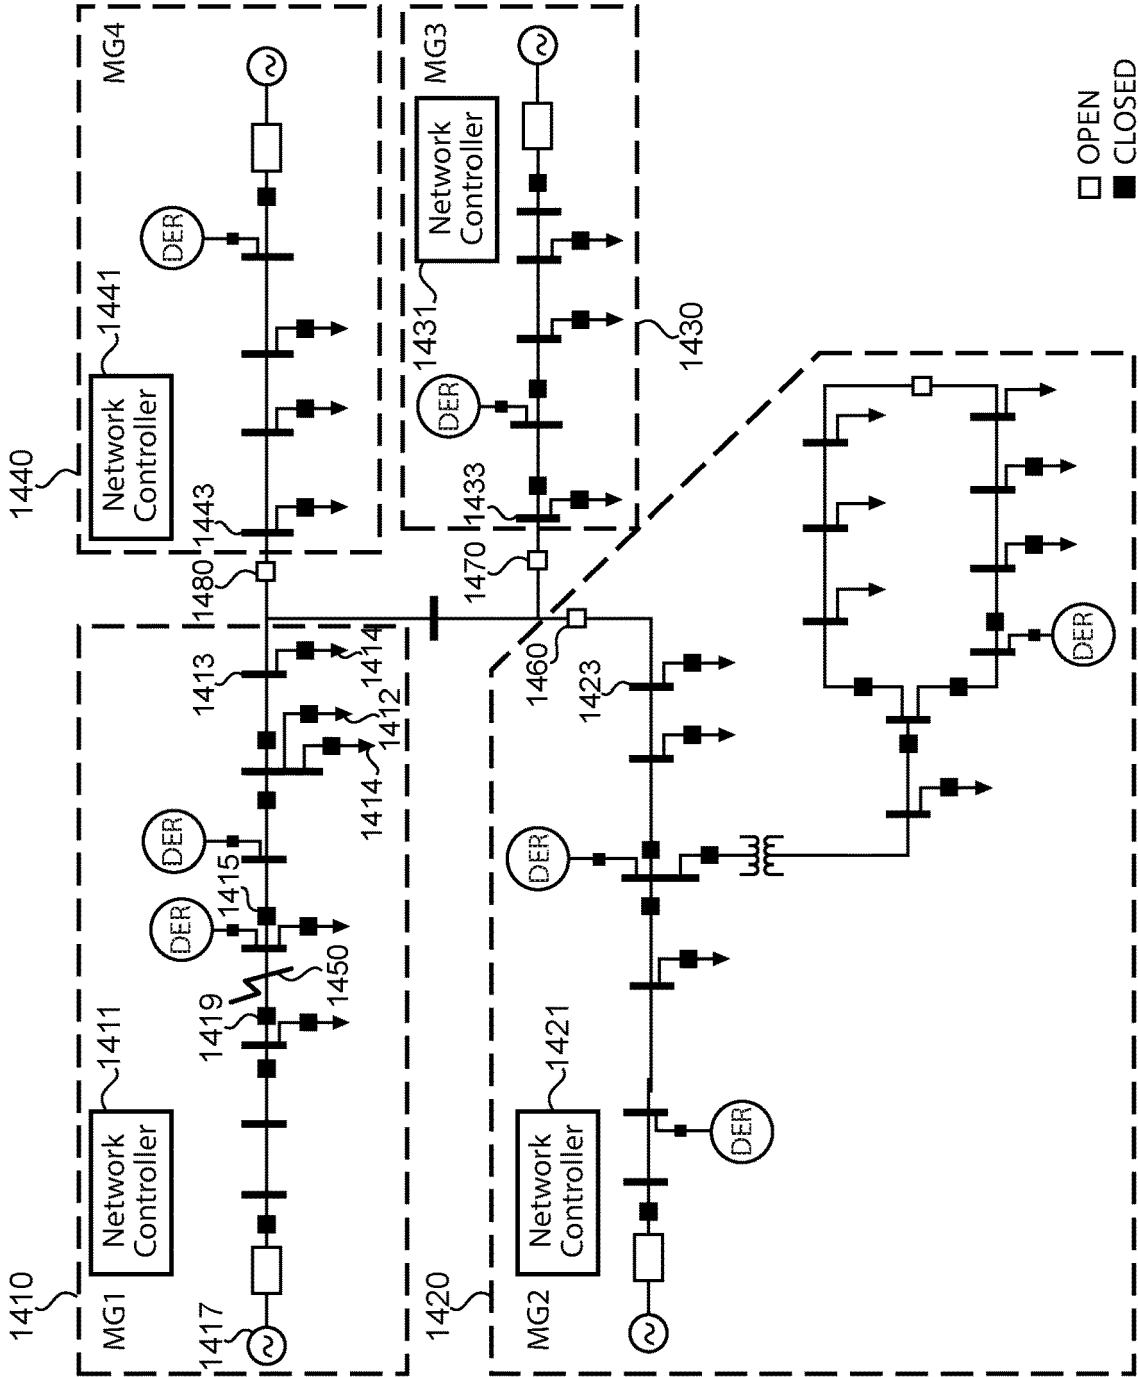 1410
MG1
Network
Controller
1411
1417
1419
1450
DER
1415
DER
1414
1412
1413
1414
1480
1440
MG4
Network
Controller
1441
1443
DER
MG3
Network
Controller
1431
1433
DER
1430
1470
1460
1420
MG2
Network
Controller
1421
1423
DER
DER
DER
OPEN
CLOSED